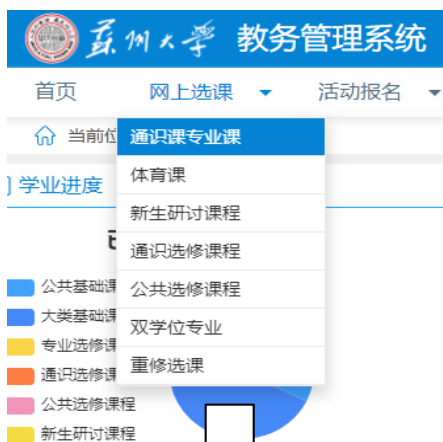 苏州大学 教务管理系统
首页 网上选课 活动报名
当前位 通识课专业课
学业进度 体育课
新生研讨课程
通识选修课程
公共基础课 公共选修课程
大类基础课 双学位专业
专业选修课 重修选课
通识选修课
公共选修课程
新生研讨课程